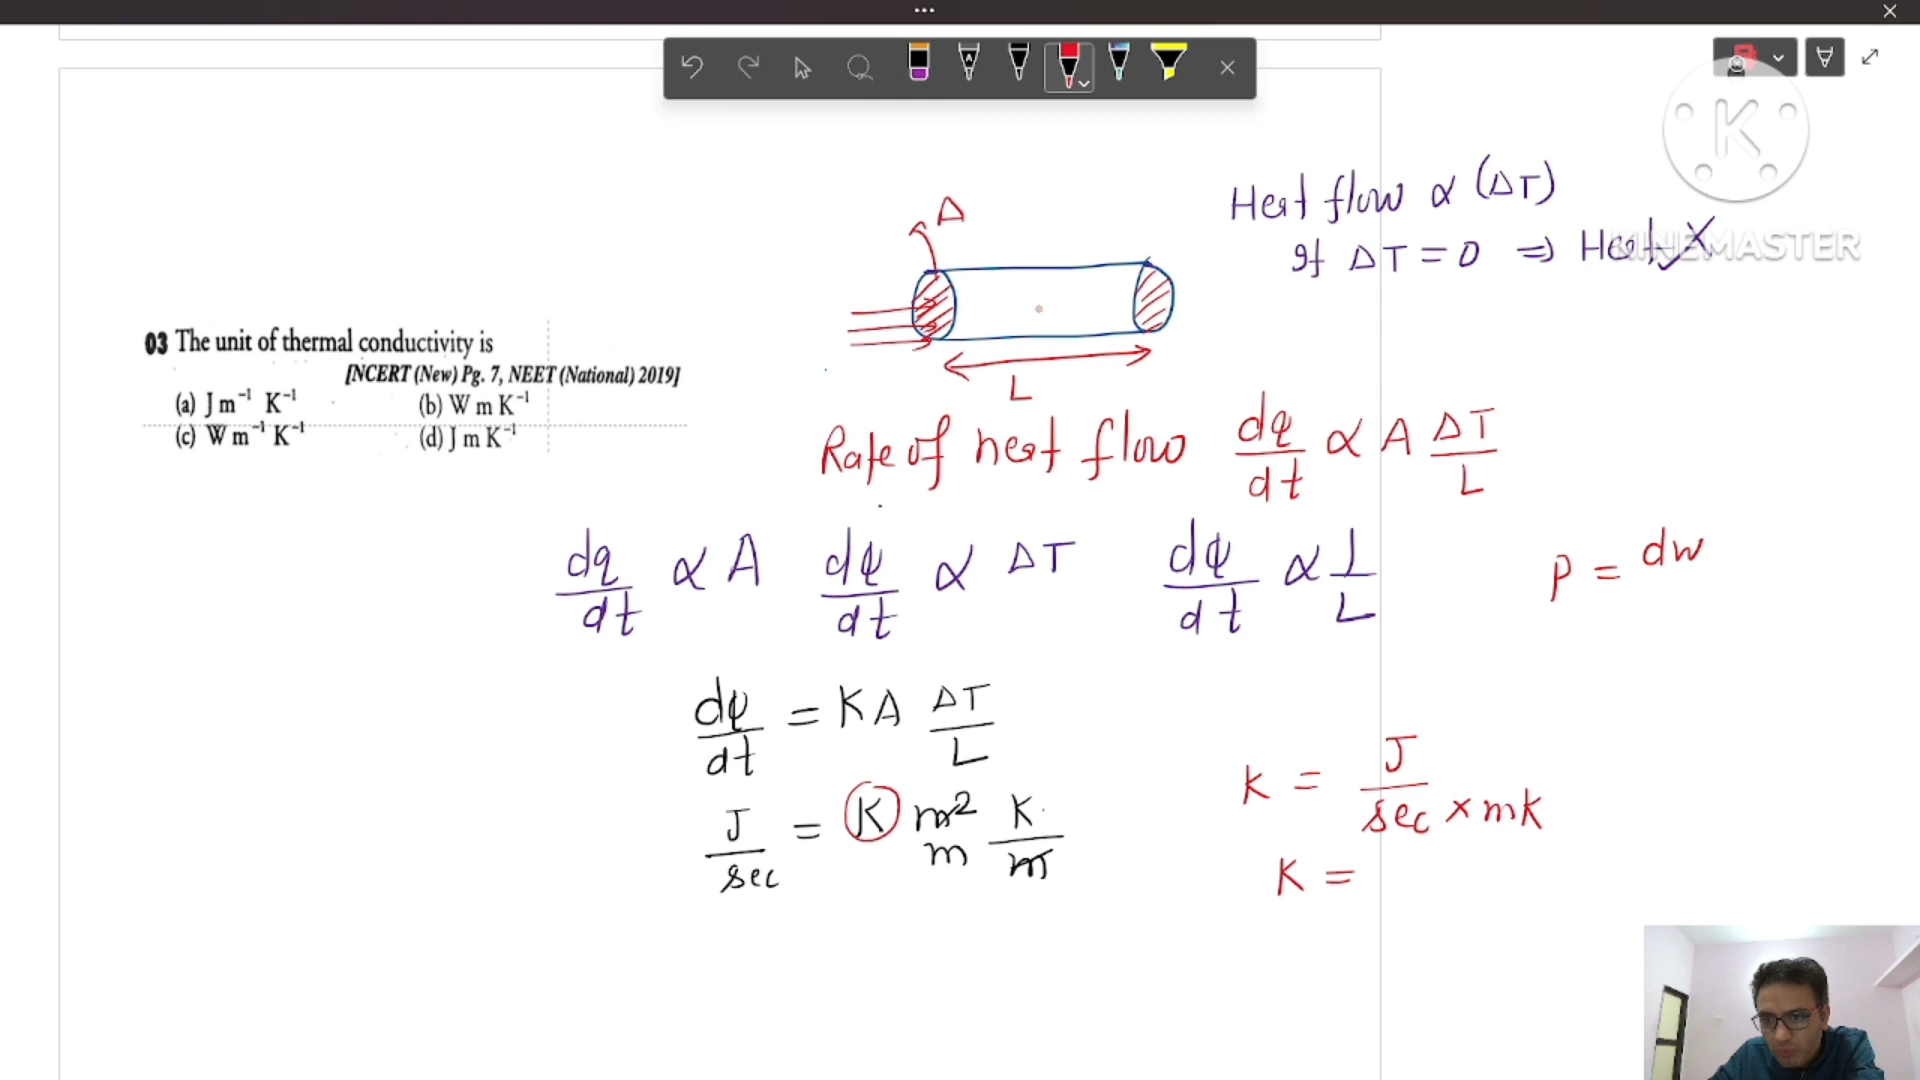 03 The unit of thermal conductivity is
[NCERT (New) Pg. 7, NEET (National) 2019]
(a) J m⁻¹ K⁻¹ (b) W m K⁻¹
(c) W m⁻¹ K⁻¹ (d) J m K⁻¹
Heat flow α (ΔT)
If ΔT = 0 ⇒ Heat X
K
KINEMASTER
A
L
Rate of heat flow dq/dt α A ΔT/L
dq/dt α A dq/dt α ΔT dq/dt α 1/L
P = dw
dq/dt = KA ΔT/L
J/sec = K m²/m K/m
K = J/sec × mK
K =